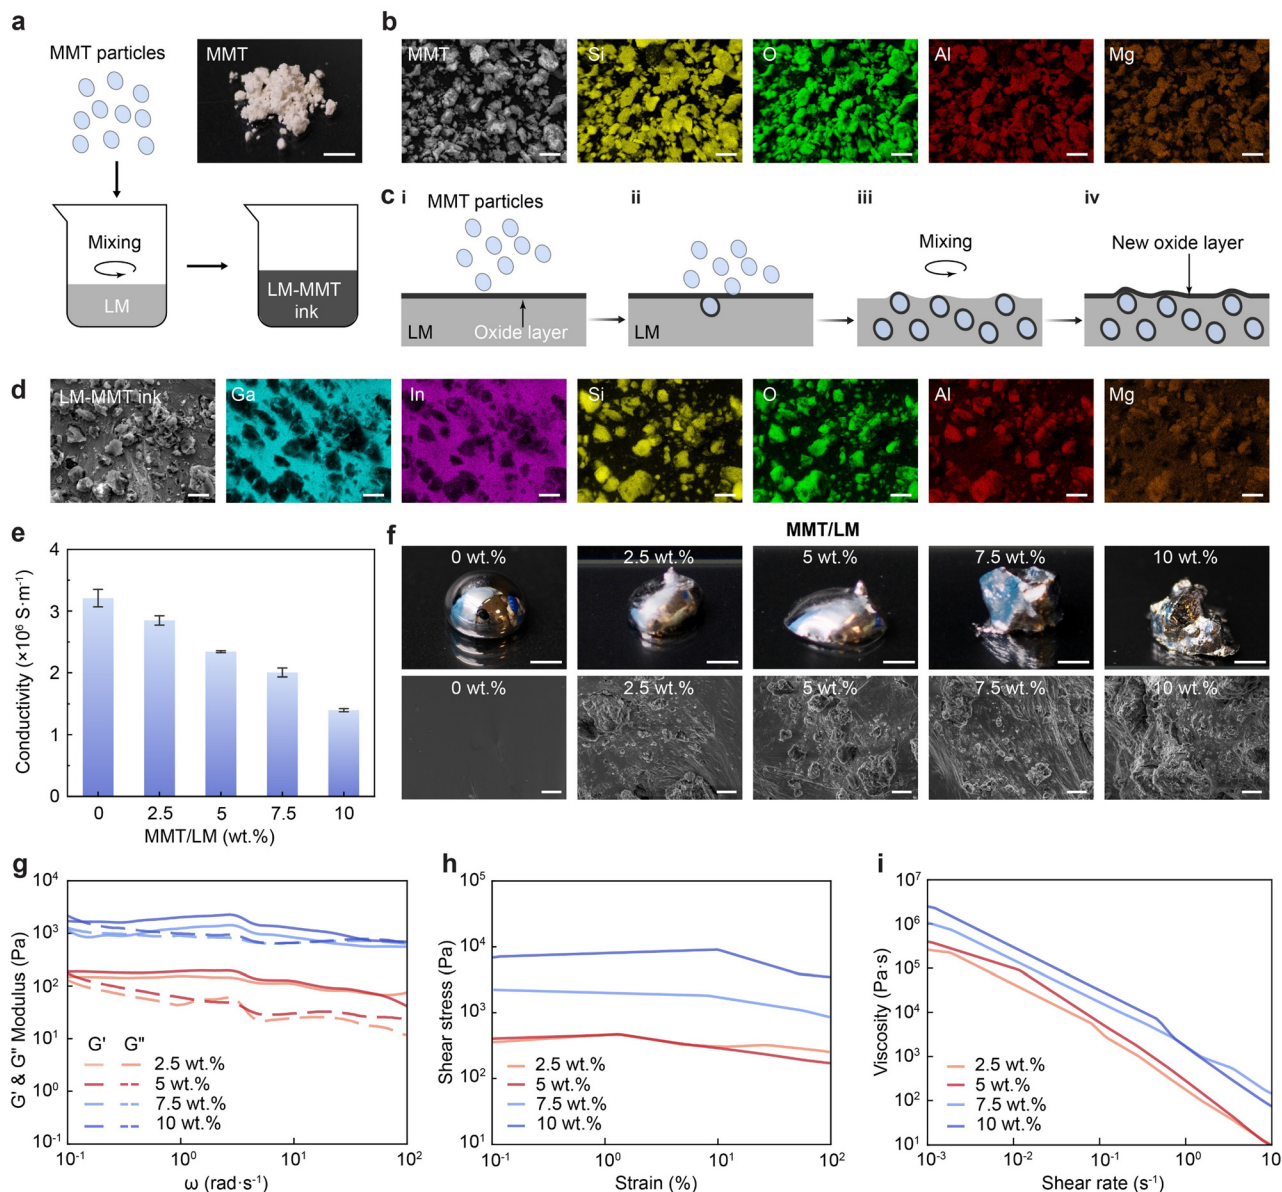 a
MMT particles
MMT
Mixing
LM
LM-MMT
ink
b
MMT
Si
O
Al
Mg
c
i
ii
iii
iv
MMT particles
Mixing
New oxide layer
LM
Oxide layer
LM
d
LM-MMT ink
Ga
In
Si
O
Al
Mg
e
Conductivity (×10⁶ S·m⁻¹)
4
3
2
1
0
0
2.5
5
7.5
10
MMT/LM (wt.%)
f
MMT/LM
0 wt.%
2.5 wt.%
5 wt.%
7.5 wt.%
10 wt.%
0 wt.%
2.5 wt.%
5 wt.%
7.5 wt.%
10 wt.%
g
G' & G" Modulus (Pa)
10⁴
10³
10²
10¹
10⁰
10⁻¹
G' G"
2.5 wt.%
5 wt.%
7.5 wt.%
10 wt.%
10⁻¹
10⁰
10¹
10²
ω (rad·s⁻¹)
h
Shear stress (Pa)
10⁵
10⁴
10³
10²
10¹
2.5 wt.%
5 wt.%
7.5 wt.%
10 wt.%
10⁻¹
10⁰
10¹
10²
Strain (%)
i
Viscosity (Pa·s)
10⁷
10⁶
10⁵
10⁴
10³
10²
10¹
2.5 wt.%
5 wt.%
7.5 wt.%
10 wt.%
10⁻³
10⁻²
10⁻¹
10⁰
10
Shear rate (s⁻¹)